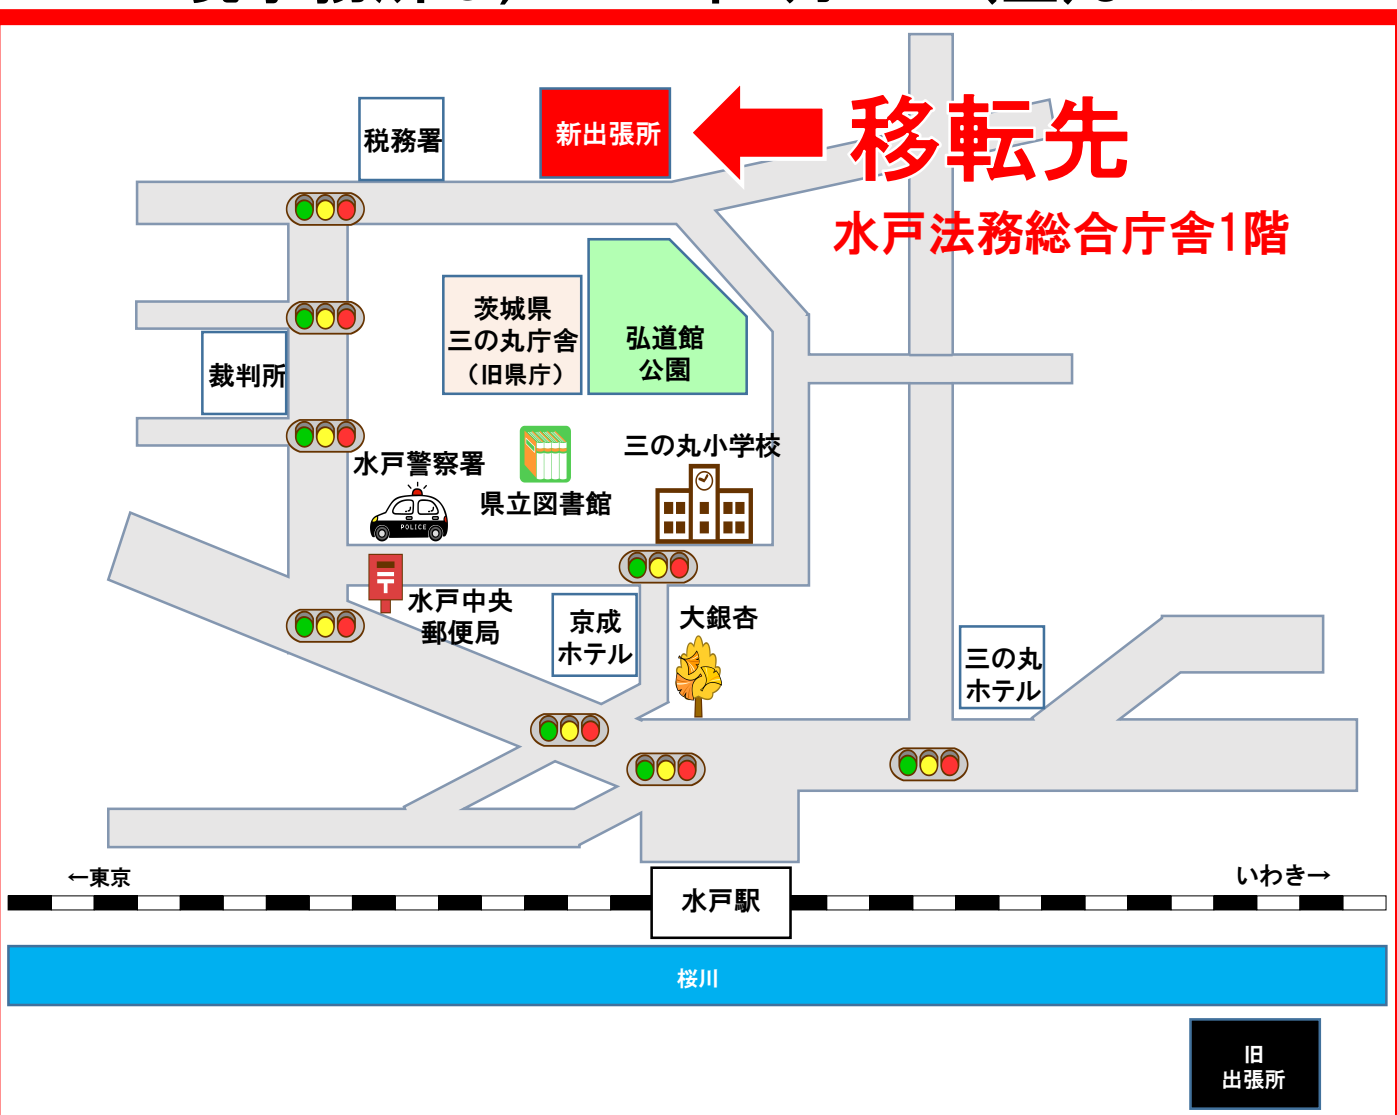 移転先
水戸法務総合庁舎1階
税務署
新出張所
茨城県
三の丸庁舎
（旧県庁）
弘道館
公園
裁判所
水戸警察署
POLICE
県立図書館
三の丸小学校
水戸中央
郵便局
京成
ホテル
大銀杏
三の丸
ホテル
←東京
いわき→
水戸駅
桜川
旧
出張所